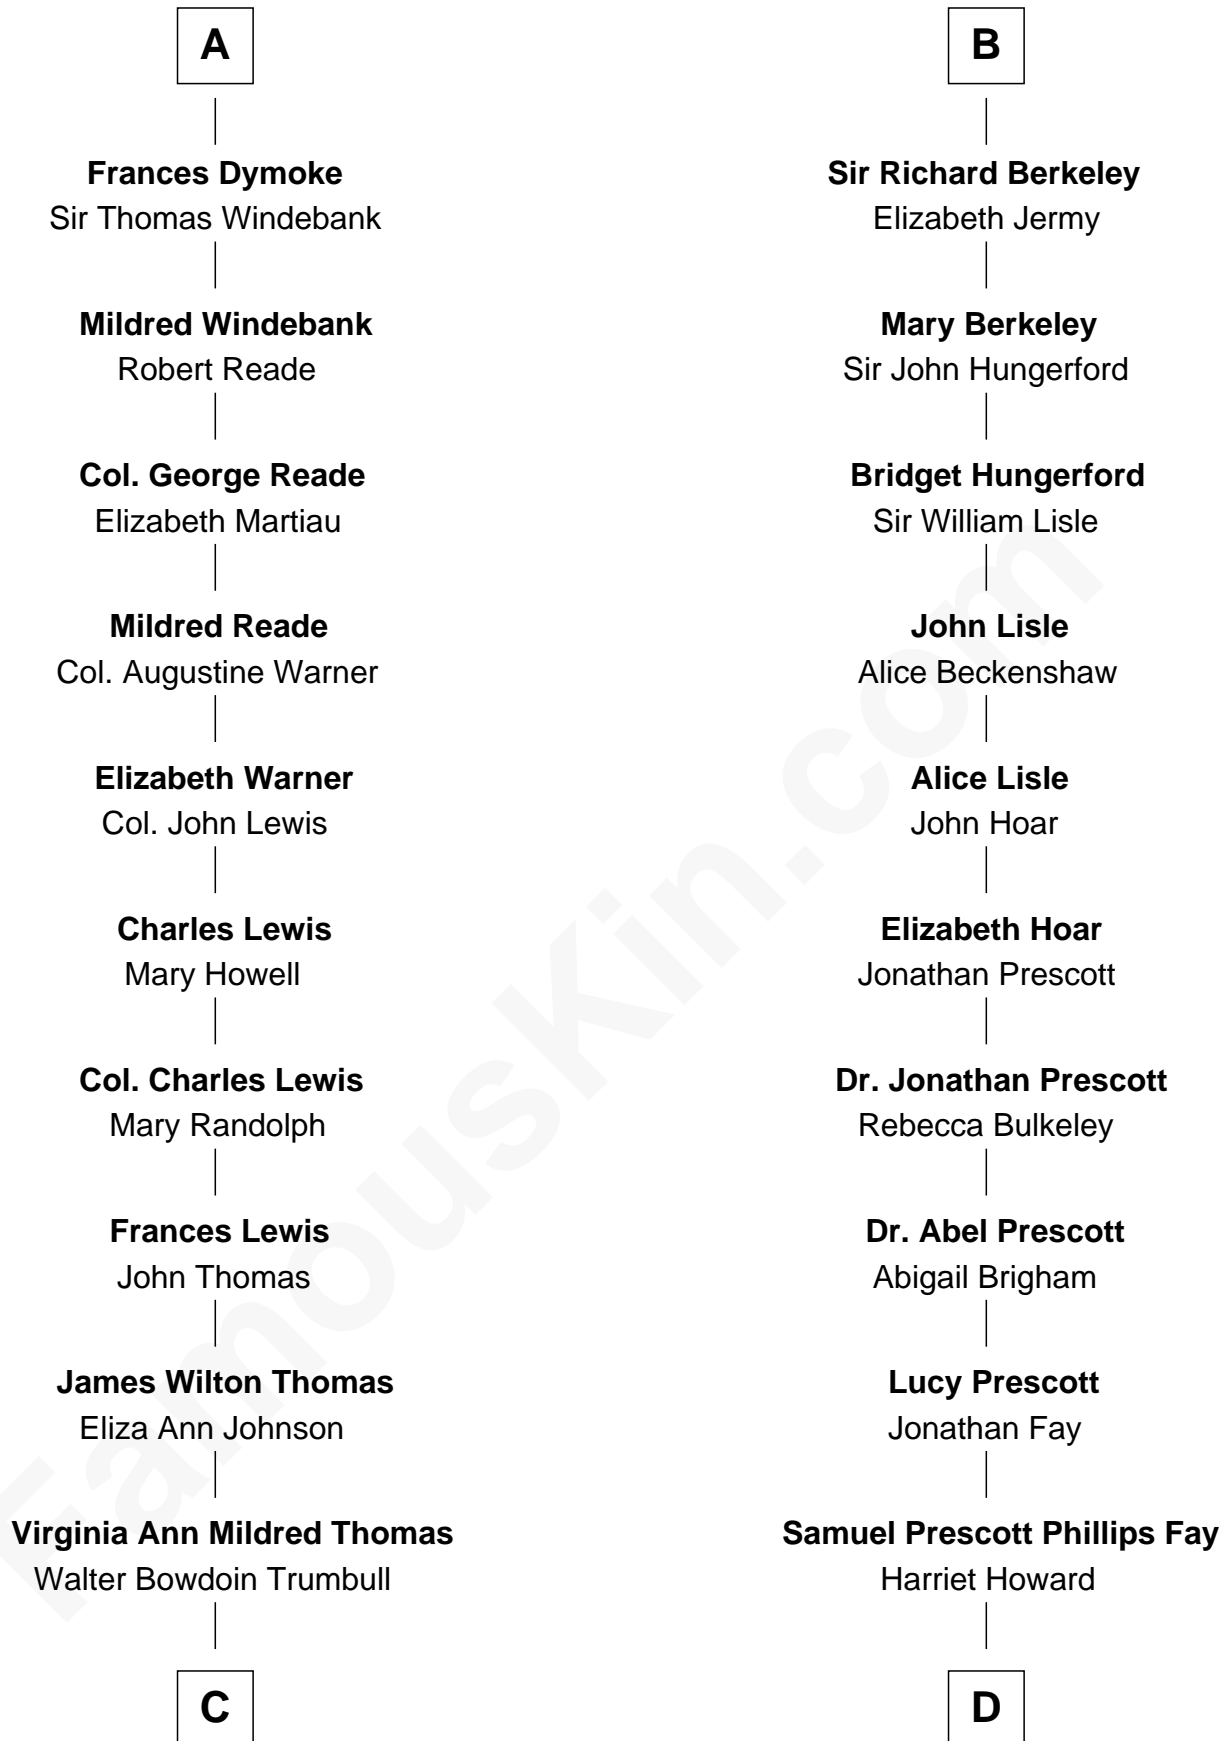 A
Frances Dymoke
Sir Thomas Windebank
Mildred Windebank
Robert Reade
Col. George Reade
Elizabeth Martiau
Mildred Reade
Col. Augustine Warner
Elizabeth Warner
Col. John Lewis
Charles Lewis
Mary Howell
Col. Charles Lewis
Mary Randolph
Frances Lewis
John Thomas
James Wilton Thomas
Eliza Ann Johnson
Virginia Ann Mildred Thomas
Walter Bowdoin Trumbull
C
B
Sir Richard Berkeley
Elizabeth Jermy
Mary Berkeley
Sir John Hungerford
Bridget Hungerford
Sir William Lisle
John Lisle
Alice Beckenshaw
Alice Lisle
John Hoar
Elizabeth Hoar
Jonathan Prescott
Dr. Jonathan Prescott
Rebecca Bulkeley
Dr. Abel Prescott
Abigail Brigham
Lucy Prescott
Jonathan Fay
Samuel Prescott Phillips Fay
Harriet Howard
D
FamousKin.com